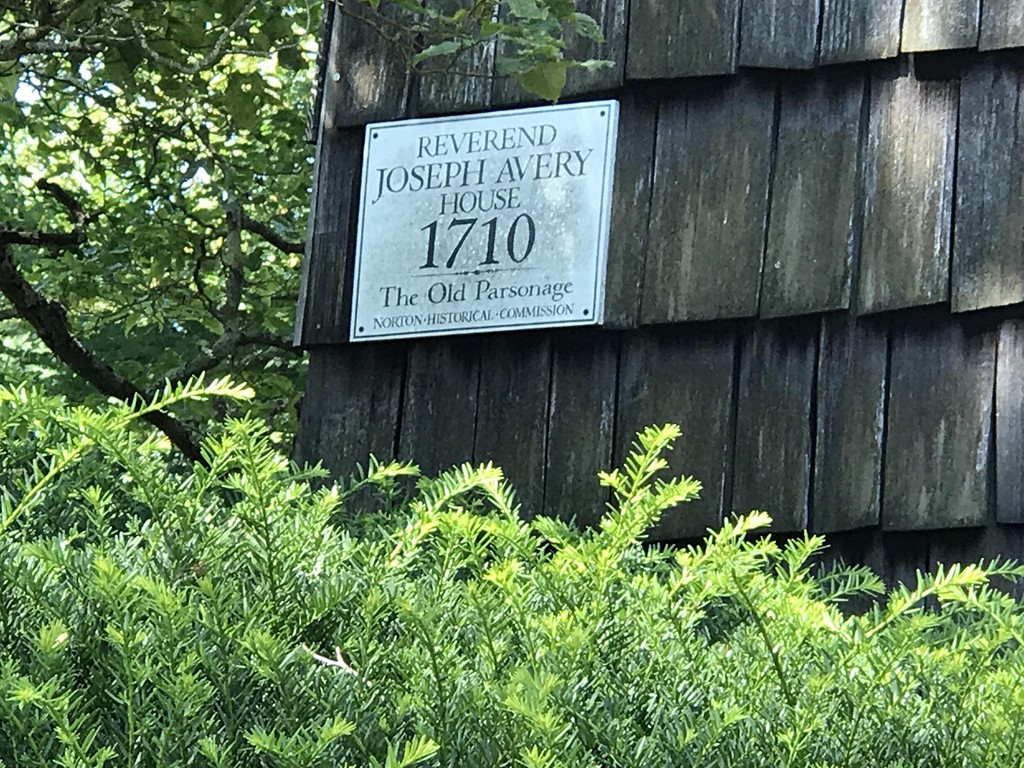 REVEREND
JOSEPH AVERY
HOUSE
1710
The Old Parsonage
NORTON·HISTORICAL·COMMISSION